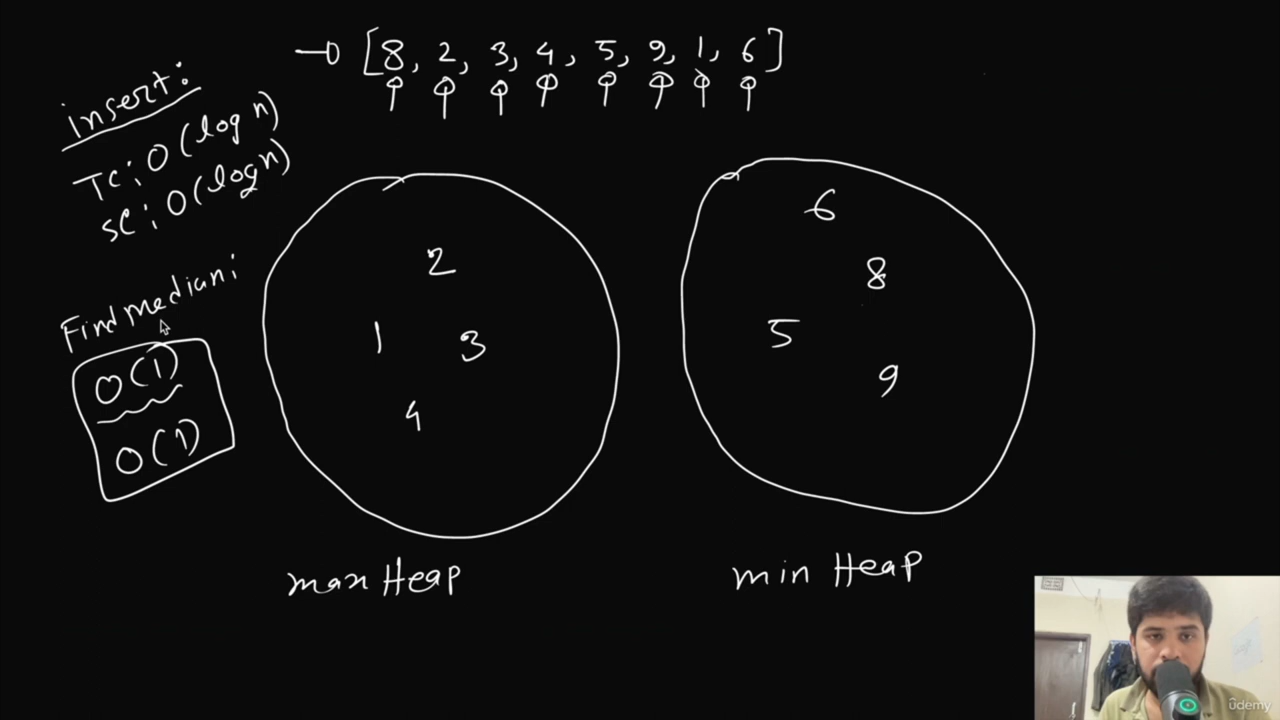 [8, 2, 3, 4, 5, 9, 1, 6]
insert:
TC: O(log n)
SC: O(log n)
Find median:
O(1)
O(1)
2
1 3
4
6
8
5
9
max Heap
min Heap
ûdemy